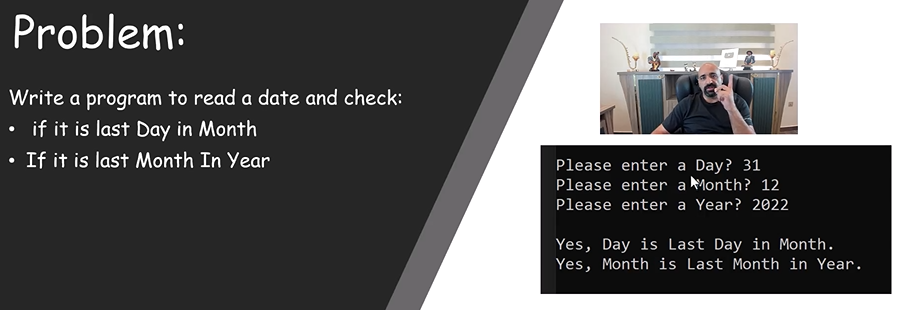 Problem:
Write a program to read a date and check:
• if it is last Day in Month
• If it is last Month In Year
Please enter a Day? 31
Please enter a Month? 12
Please enter a Year? 2022
Yes, Day is Last Day in Month.
Yes, Month is Last Month in Year.